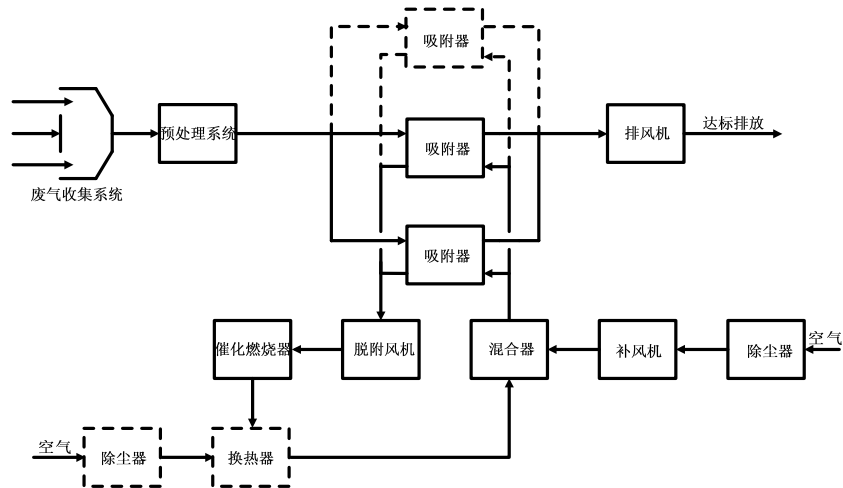 吸附器
预处理系统
吸附器
排风机
达标排放
废气收集系统
吸附器
催化燃烧器
脱附风机
混合器
补风机
除尘器
空气
空气
除尘器
换热器